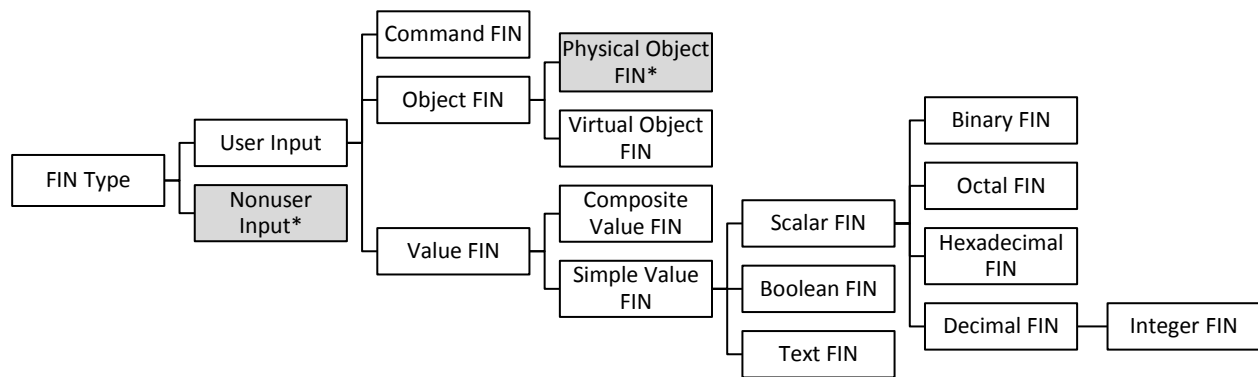 FIN Type
User Input
Nonuser
Input*
Command FIN
Object FIN
Value FIN
Physical Object
FIN*
Virtual Object
FIN
Composite
Value FIN
Simple Value
FIN
Scalar FIN
Boolean FIN
Text FIN
Binary FIN
Octal FIN
Hexadecimal
FIN
Decimal FIN
Integer FIN